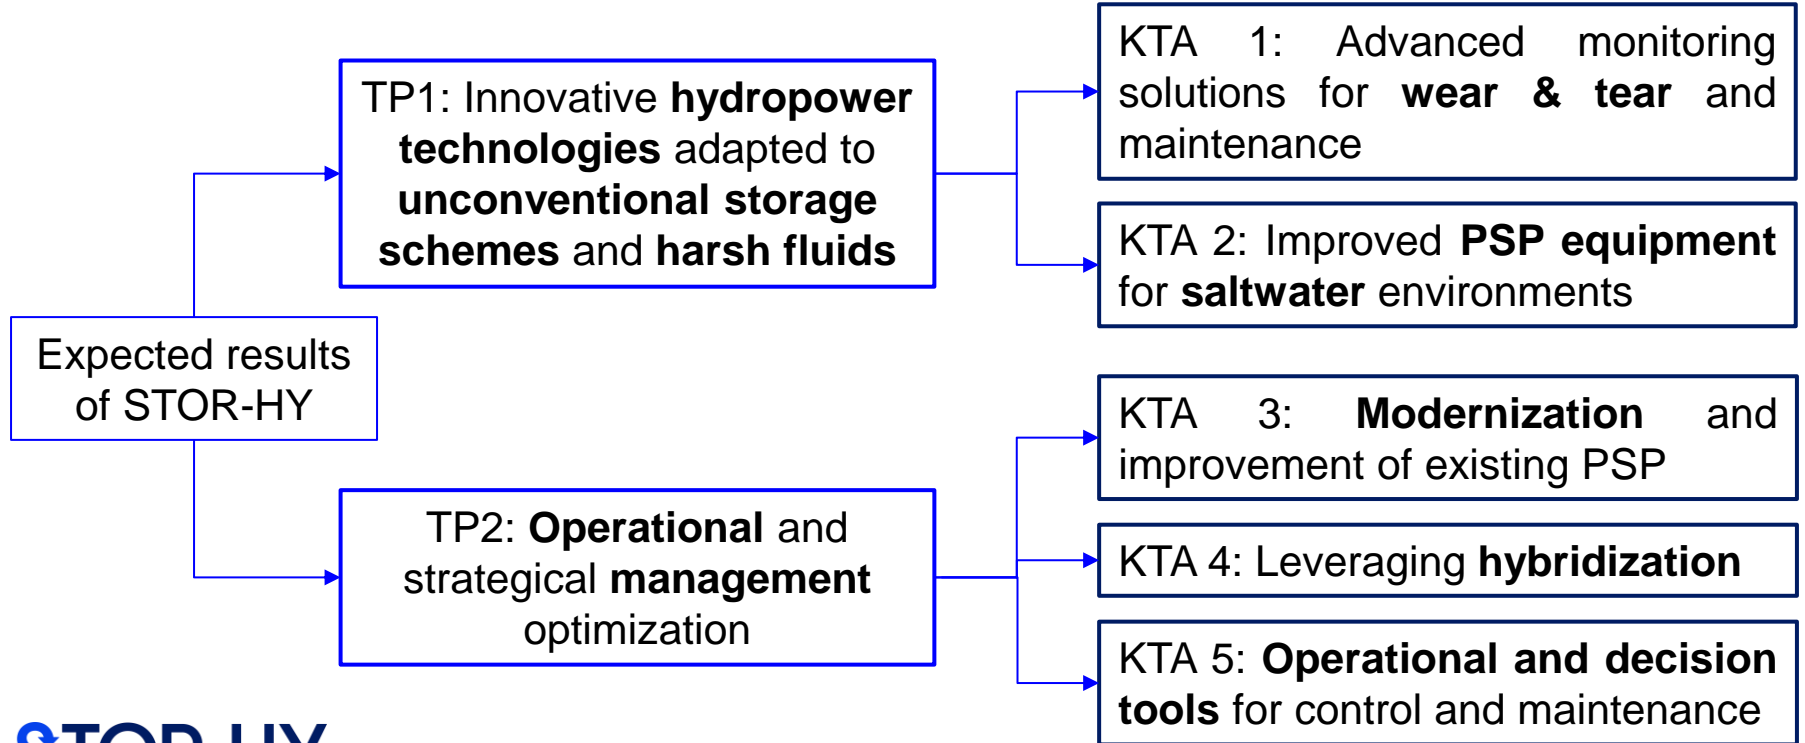 Expected results
of STOR-HY
TP1: Innovative hydropower
technologies adapted to
unconventional storage
schemes and harsh fluids
KTA 1: Advanced monitoring
solutions for wear & tear and
maintenance
KTA 2: Improved PSP equipment
for saltwater environments
TP2: Operational and
strategical management
optimization
KTA 3: Modernization and
improvement of existing PSP
KTA 4: Leveraging hybridization
KTA 5: Operational and decision
tools for control and maintenance
STOR-HY